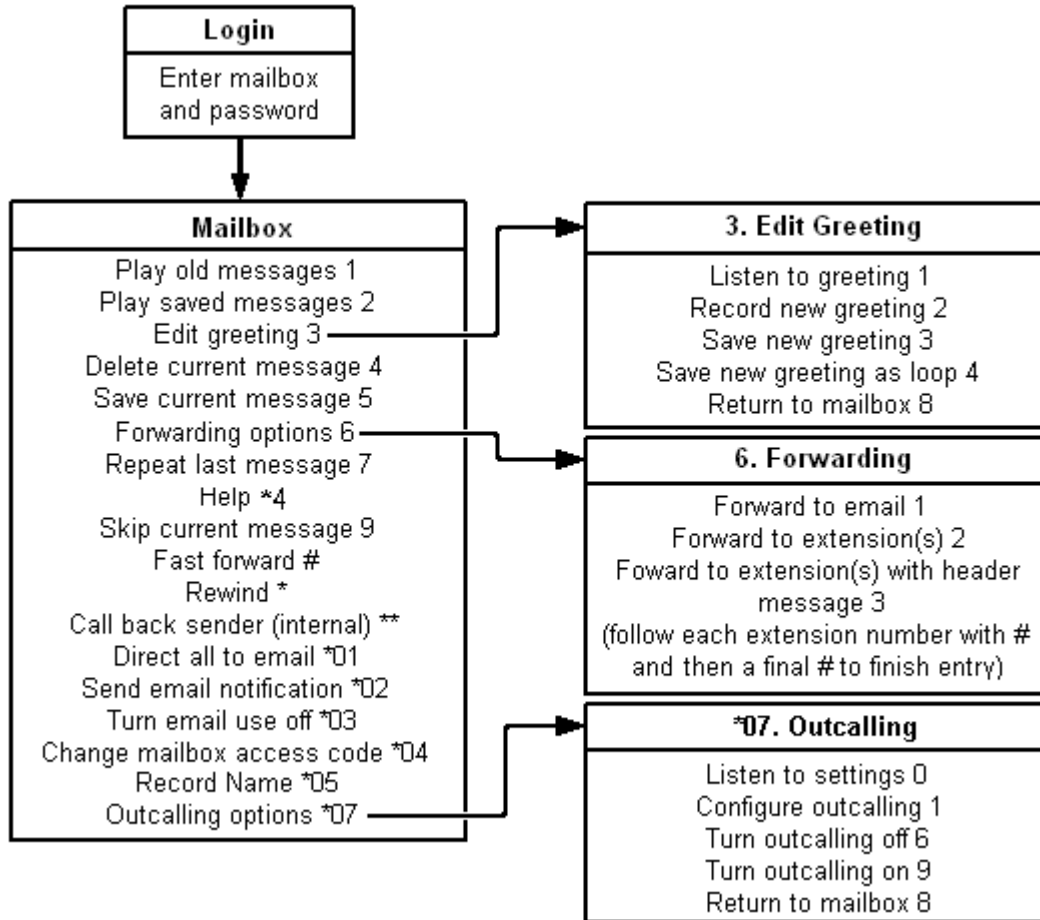 Login
Enter mailbox
and password
Mailbox
Play old messages 1
Play saved messages 2
Edit greeting 3
Delete current message 4
Save current message 5
Forwarding options 6
Repeat last message 7
Help *4
Skip current message 9
Fast forward #
Rewind *
Call back sender (internal) **
Direct all to email *01
Send email notification *02
Turn email use off *03
Change mailbox access code *04
Record Name *05
Outcalling options *07
3. Edit Greeting
Listen to greeting 1
Record new greeting 2
Save new greeting 3
Save new greeting as loop 4
Return to mailbox 8
6. Forwarding
Forward to email 1
Forward to extension(s) 2
Foward to extension(s) with header
message 3
(follow each extension number with #
and then a final # to finish entry)
*07. Outcalling
Listen to settings 0
Configure outcalling 1
Turn outcalling off 6
Turn outcalling on 9
Return to mailbox 8